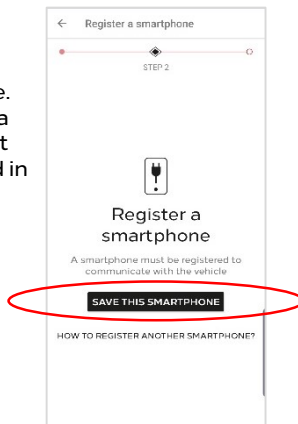 Register a smartphone
STEP 2
e.
a
t
d in
Register a
smartphone
A smartphone must be registered to
communicate with the vehicle
SAVE THIS SMARTPHONE
HOW TO REGISTER ANOTHER SMARTPHONE?